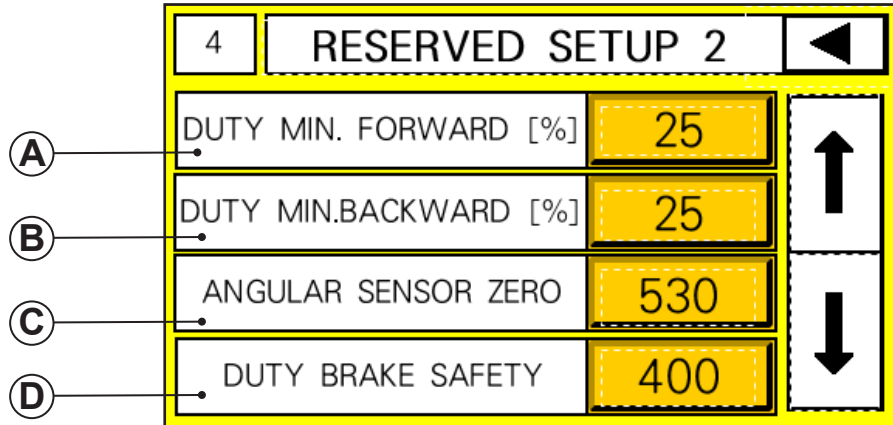 4 RESERVED SETUP 2
A DUTY MIN. FORWARD [%] 25
B DUTY MIN.BACKWARD [%] 25
C ANGULAR SENSOR ZERO 530
D DUTY BRAKE SAFETY 400